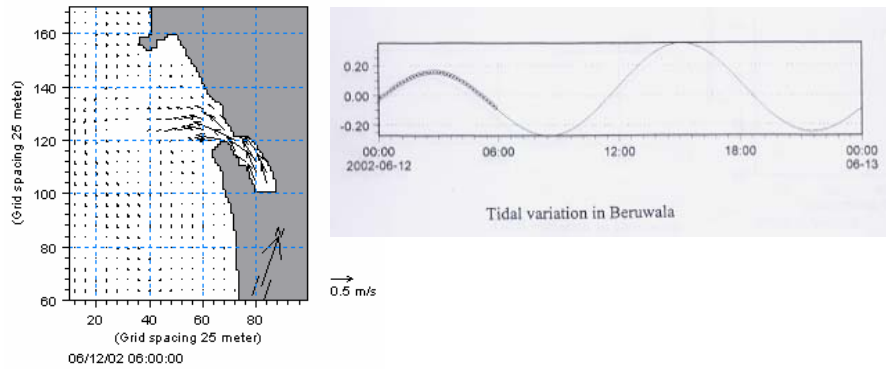 160
140
120
100
80
60
(Grid spacing 25 meter)
20 40 60 80
(Grid spacing 25 meter)
06/12/02 06:00:00
0.5 m/s
0.20
0.00
-0.20
00:00 06:00 12:00 18:00 00:00
2002-06-12 06-13
Tidal variation in Beruwala